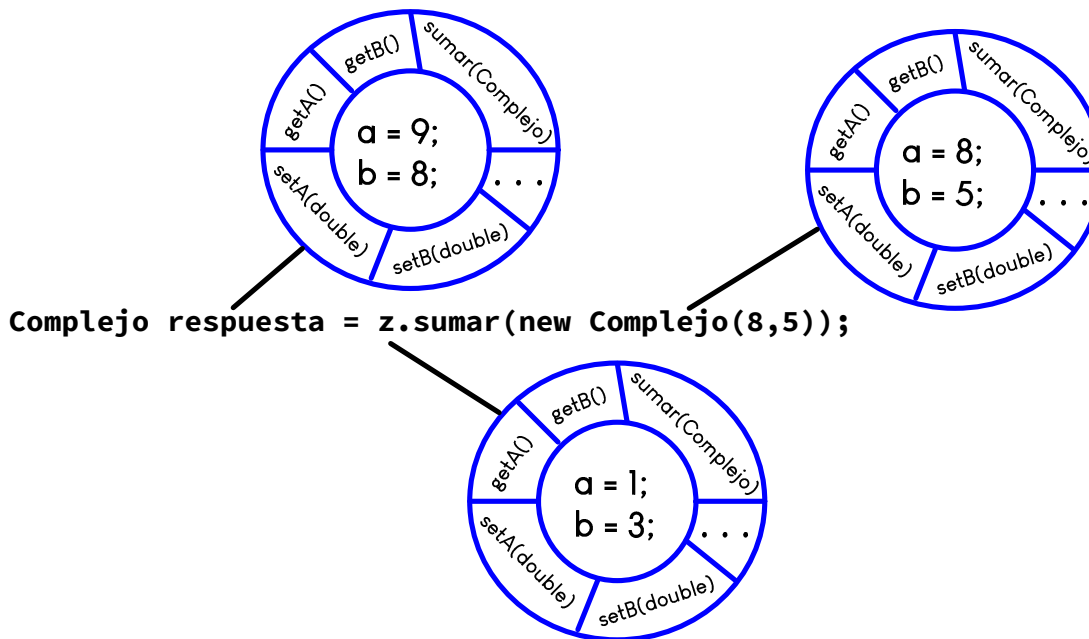 getA()
getB()
sumar(Complejo)
a = 9;
b = 8;
. . .
setA(double)
setB(double)
getA()
getB()
sumar(Complejo)
a = 8;
b = 5;
. . .
setA(double)
setB(double)
Complejo respuesta = z.sumar(new Complejo(8,5));
getA()
getB()
sumar(Complejo)
a = 1;
b = 3;
. . .
setA(double)
setB(double)